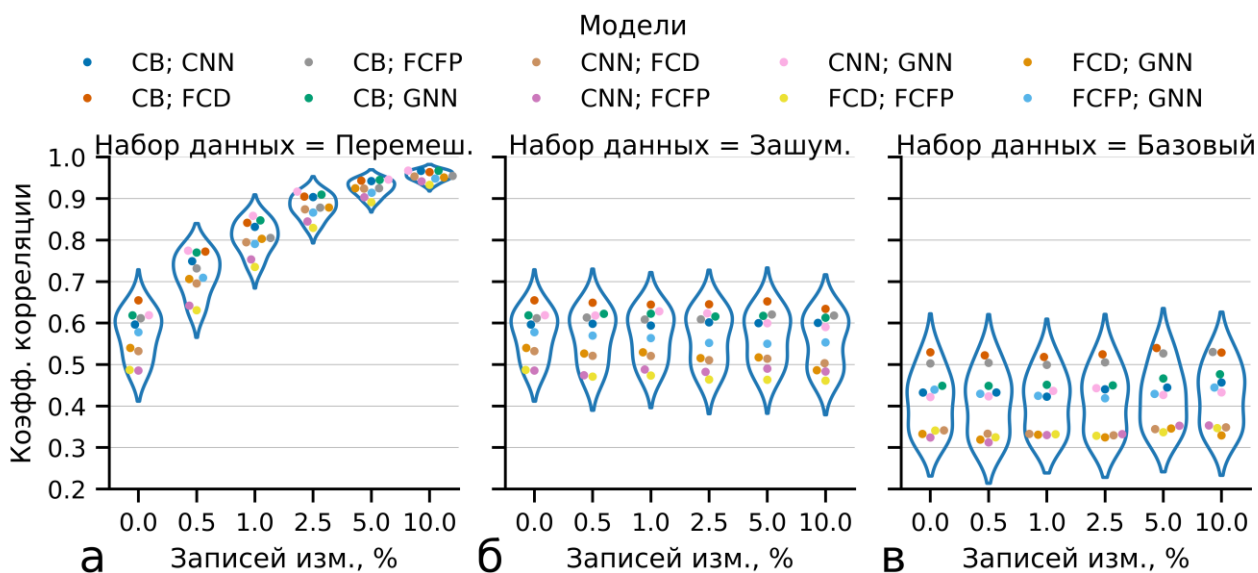 Модели
CB; CNN CB; FCFP CNN; FCD CNN; GNN FCD; GNN
CB; FCD CB; GNN CNN; FCFP FCD; FCFP FCFP; GNN
Набор данных = Перемеш. Набор данных = Зашум. Набор данных = Базовый
Коэфф. корреляции
1.0
0.9
0.8
0.7
0.6
0.5
0.4
0.3
0.2
0.0 0.5 1.0 2.5 5.0 10.0 0.0 0.5 1.0 2.5 5.0 10.0 0.0 0.5 1.0 2.5 5.0 10.0
а Записей изм., % б Записей изм., % в Записей изм., %